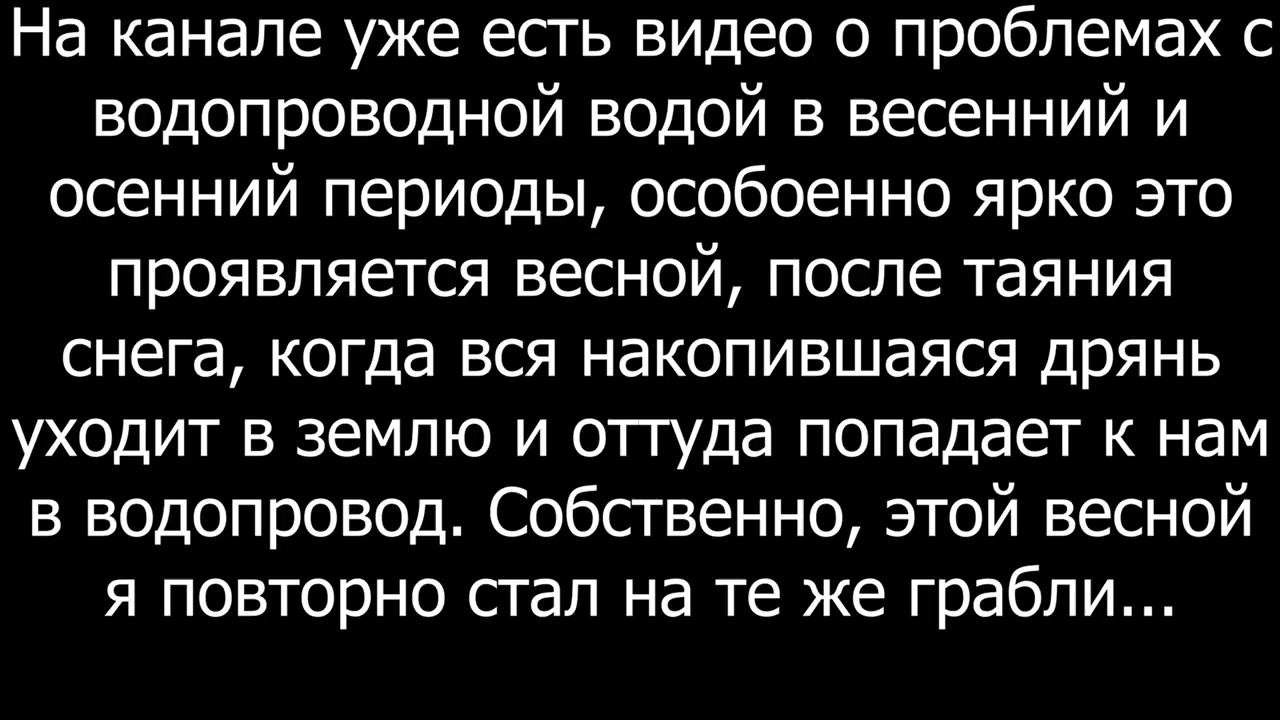 На канале уже есть видео о проблемах с
водопроводной водой в весенний и
осенний периоды, особоенно ярко это
проявляется весной, после таяния
снега, когда вся накопившаяся дрянь
уходит в землю и оттуда попадает к нам
в водопровод. Собственно, этой весной
я повторно стал на те же грабли...